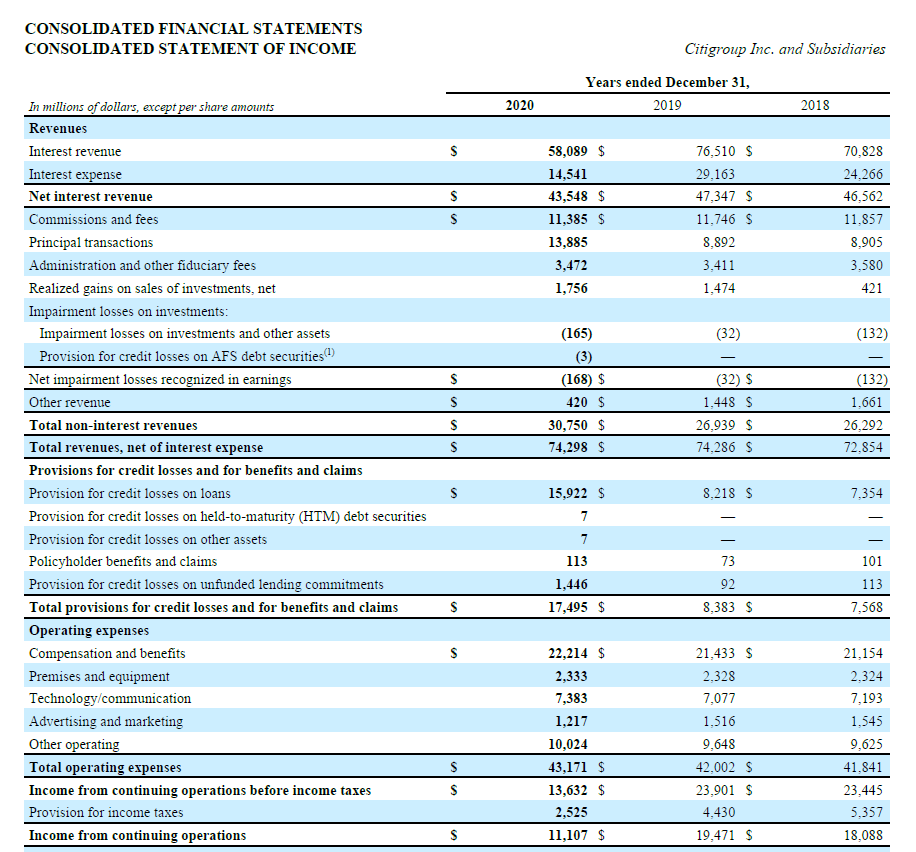 CONSOLIDATED FINANCIAL STATEMENTS
CONSOLIDATED STATEMENT OF INCOME Citigroup Inc. and Subsidiaries
Years ended December 31,
In millions of dollars, except per share amounts 2020 2019 2018
Revenues
Interest revenue $ 58,089 $ 76,510 $ 70,828
Interest expense 14,541 29,163 24,266
Net interest revenue $ 43,548 $ 47,347 $ 46,562
Commissions and fees $ 11,385 $ 11,746 $ 11,857
Principal transactions 13,885 8,892 8,905
Administration and other fiduciary fees 3,472 3,411 3,580
Realized gains on sales of investments, net 1,756 1,474 421
Impairment losses on investments:
Impairment losses on investments and other assets (165) (32) (132)
Provision for credit losses on AFS debt securities(1) (3) — —
Net impairment losses recognized in earnings $ (168) $ (32) $ (132)
Other revenue $ 420 $ 1,448 $ 1,661
Total non-interest revenues $ 30,750 $ 26,939 $ 26,292
Total revenues, net of interest expense $ 74,298 $ 74,286 $ 72,854
Provisions for credit losses and for benefits and claims
Provision for credit losses on loans $ 15,922 $ 8,218 $ 7,354
Provision for credit losses on held-to-maturity (HTM) debt securities 7 — —
Provision for credit losses on other assets 7 — —
Policyholder benefits and claims 113 73 101
Provision for credit losses on unfunded lending commitments 1,446 92 113
Total provisions for credit losses and for benefits and claims $ 17,495 $ 8,383 $ 7,568
Operating expenses
Compensation and benefits $ 22,214 $ 21,433 $ 21,154
Premises and equipment 2,333 2,328 2,324
Technology/communication 7,383 7,077 7,193
Advertising and marketing 1,217 1,516 1,545
Other operating 10,024 9,648 9,625
Total operating expenses $ 43,171 $ 42,002 $ 41,841
Income from continuing operations before income taxes $ 13,632 $ 23,901 $ 23,445
Provision for income taxes 2,525 4,430 5,357
Income from continuing operations $ 11,107 $ 19,471 $ 18,088